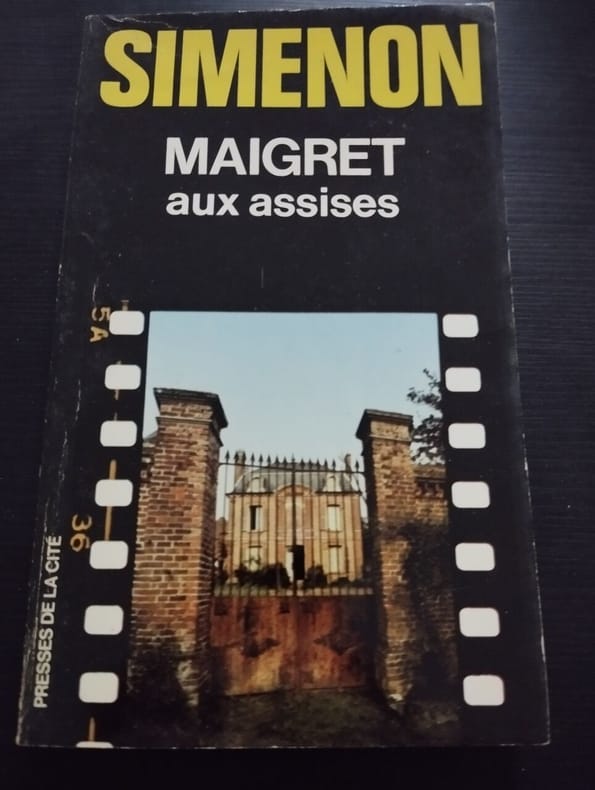 SIMENON
MAIGRET
aux assises
5A
36
PRESSES DE LA CITÉ